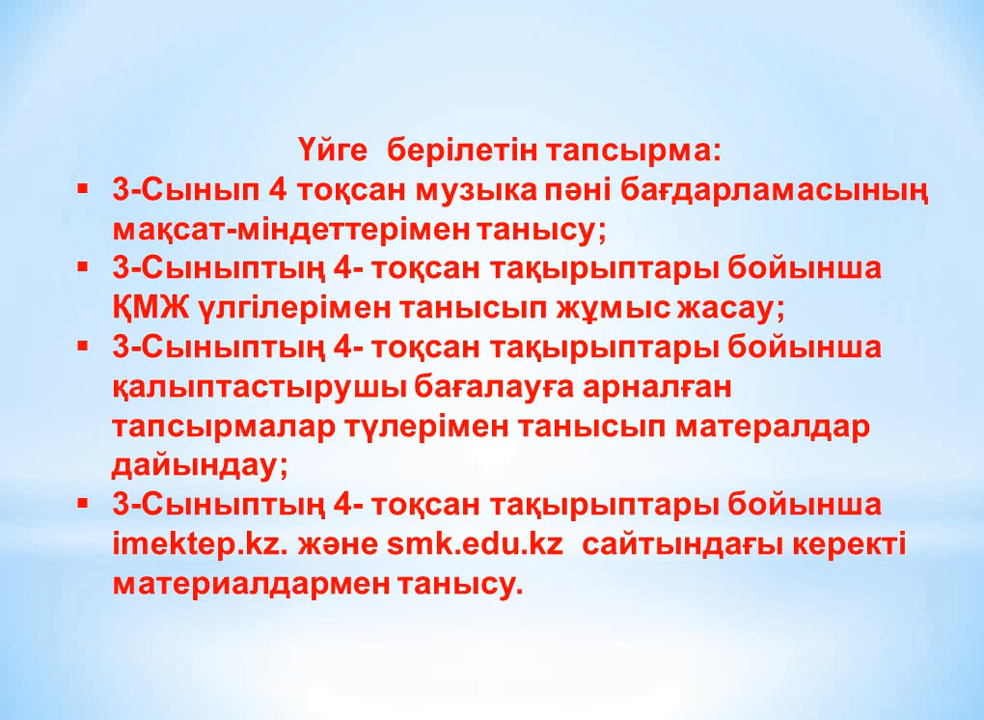 Үйге  берілетін тапсырма:
▪ 3-Сынып 4 тоқсан музыка пәні бағдарламасының
мақсат-міндеттерімен танысу;
▪ 3-Сыныптың 4- тоқсан тақырыптары бойынша
ҚМЖ үлгілерімен танысып жұмыс жасау;
▪ 3-Сыныптың 4- тоқсан тақырыптары бойынша
қалыптастырушы бағалауға арналған
тапсырмалар түлерімен танысып матералдар
дайындау;
▪ 3-Сыныптың 4- тоқсан тақырыптары бойынша
imektep.kz. және smk.edu.kz  сайтындағы керекті
материалдармен танысу.